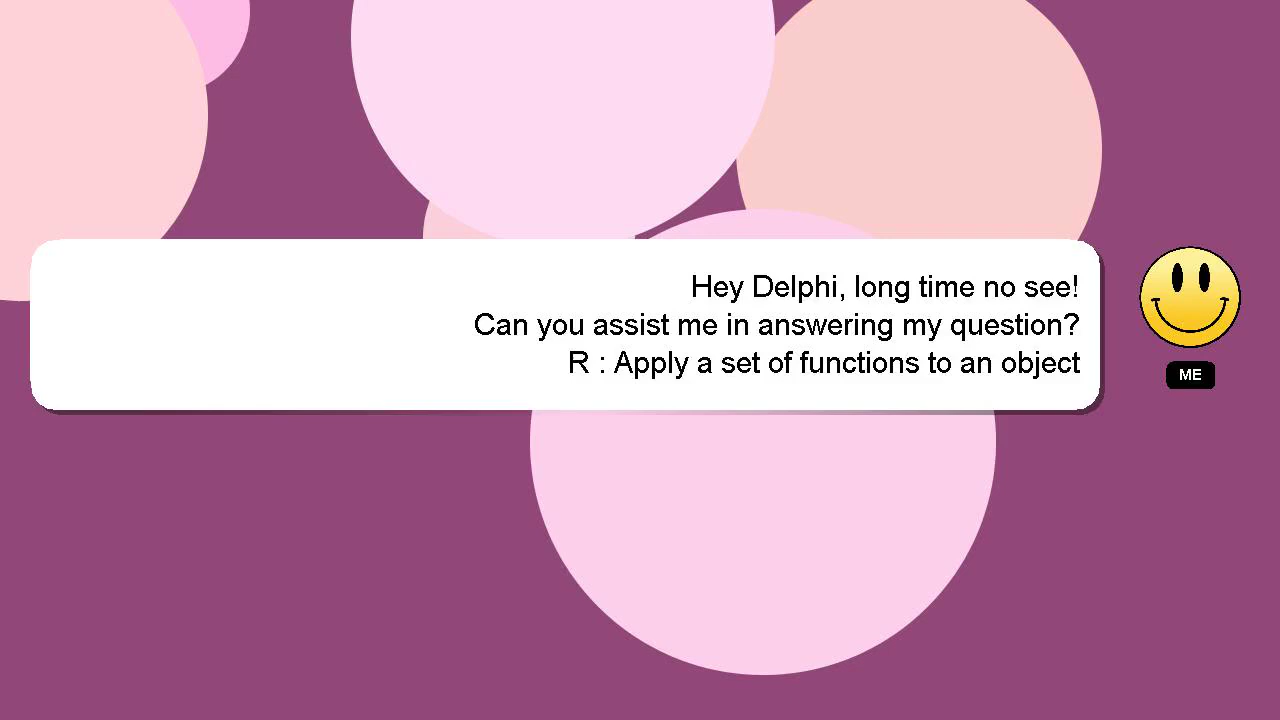 Hey Delphi, long time no see!
Can you assist me in answering my question?
R : Apply a set of functions to an object
ME